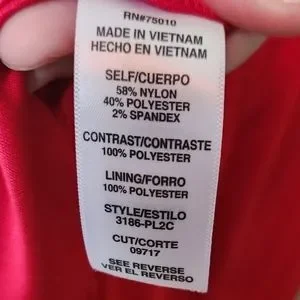 RN#75010
MADE IN VIETNAM
HECHO EN VIETNAM
SELF/CUERPO
58% NYLON
40% POLYESTER
2% SPANDEX
CONTRAST/CONTRASTE
100% POLYESTER
LINING/FORRO
100% POLYESTER
STYLE/ESTILO
3186-PL2C
CUT/CORTE
09717
SEE REVERSE
VER EL REVERSO